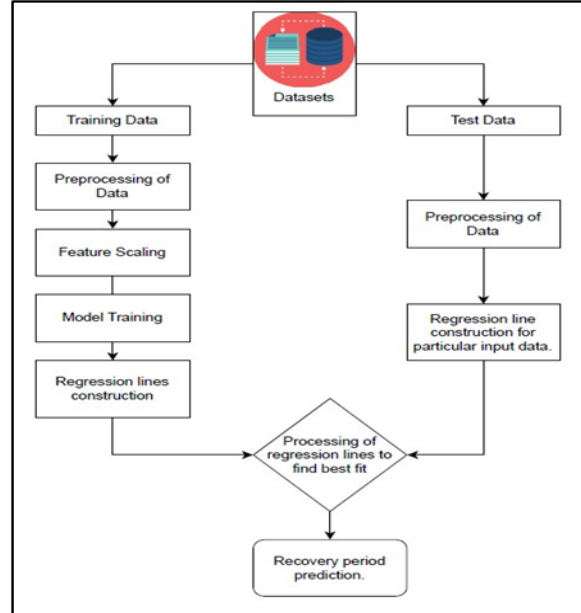 Datasets
Training Data
Preprocessing of
Data
Feature Scaling
Model Training
Regression lines
construction
Test Data
Preprocessing of
Data
Regression line
construction for
particular input data.
Processing of
regression lines to
find best fit
Recovery period
prediction.